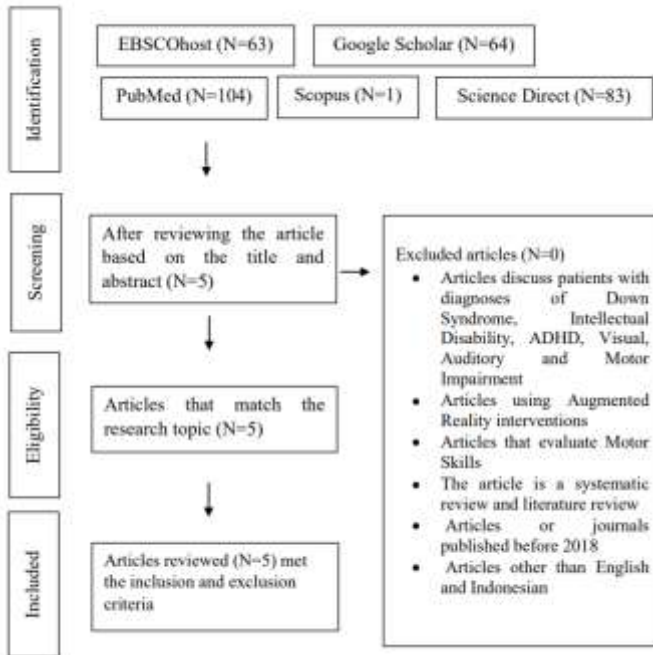 Identification
EBSCOhost (N=63)
Google Scholar (N=64)
PubMed (N=104)
Scopus (N=1)
Science Direct (N=83)
Screening
After reviewing the article
based on the title and
abstract (N=5)
Excluded articles (N=0)
● Articles discuss patients with
diagnoses of Down
Syndrome, Intellectual
Disability, ADHD, Visual,
Auditory and Motor
Impairment
● Articles using Augmented
Reality interventions
● Articles that evaluate Motor
Skills
● The article is a systematic
review and literature review
● Articles or journals
published before 2018
● Articles other than English
and Indonesian
Eligibility
Articles that match the
research topic (N=5)
Included
Articles reviewed (N=5) met
the inclusion and exclusion
criteria